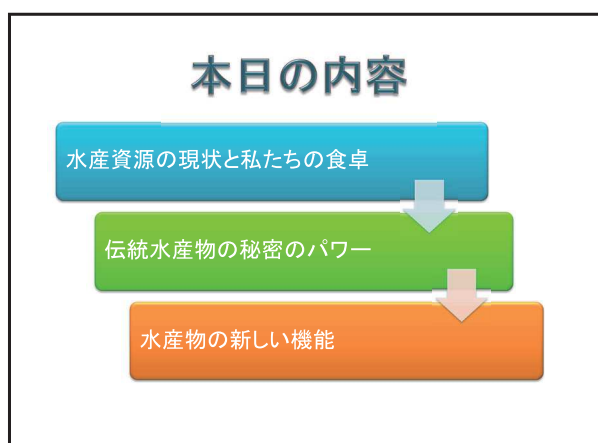 本日の内容
水産資源の現状と私たちの食卓
伝統水産物の秘密のパワー
水産物の新しい機能